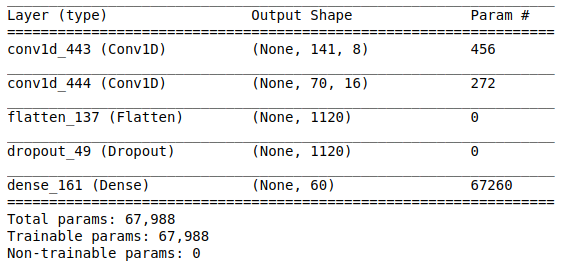 Layer (type) Output Shape Param #
conv1d_443 (Conv1D) (None, 141, 8) 456
conv1d_444 (Conv1D) (None, 70, 16) 272
flatten_137 (Flatten) (None, 1120) 0
dropout_49 (Dropout) (None, 1120) 0
dense_161 (Dense) (None, 60) 67260
Total params: 67,988
Trainable params: 67,988
Non-trainable params: 0